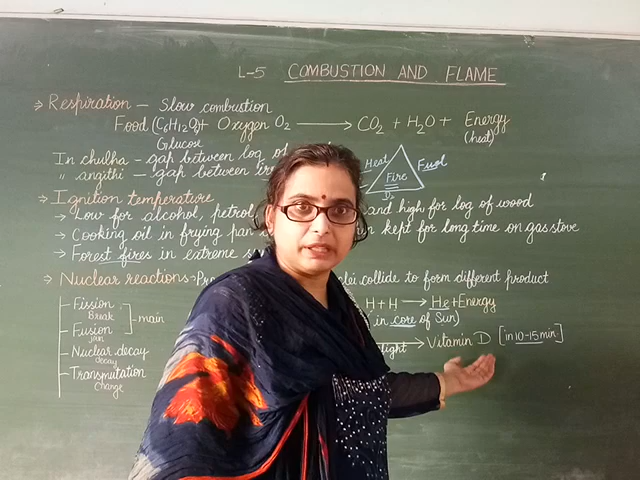 L-5 COMBUSTION AND FLAME
⇒ Respiration – Slow combustion
Food (C6H12O6) + Oxygen O2 → CO2 + H2O + Energy
Glucose (heat)
In chulha – gap between log of
〃 angithi – gap between
Heat Fuel
Fire
⇒ Ignition temperature
→ Low for alcohol, petrol and high for log of wood
→ Cooking oil in frying pan kept for long time on gas stove
→ Forest fires in extreme
⇒ Nuclear reactions → collide to form different product
Fission
Break
Fusion
join
main
Nuclear decay
decay
Transmutation
Change
H + H → He + Energy
in core of Sun)
light → Vitamin D [in 10-15 min]